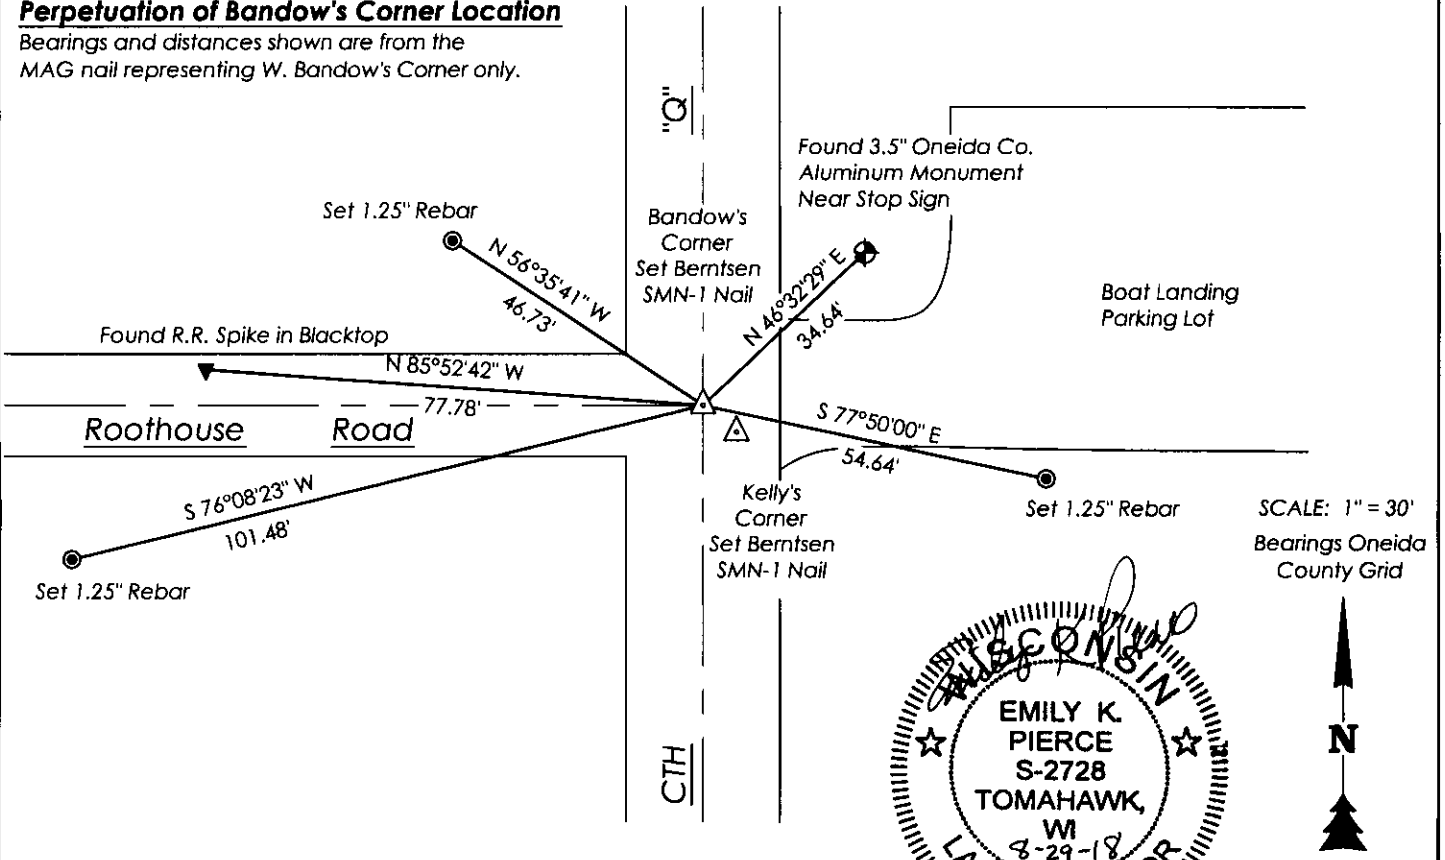 Perpetuation of Bandow's Corner Location
Bearings and distances shown are from the
MAG nail representing W. Bandow's Corner only.
"Q"
Found 3.5" Oneida Co.
Aluminum Monument
Near Stop Sign
Set 1.25" Rebar
Bandow's
Corner
Set Berntsen
SMN-1 Nail
N 56°35'41" W
46.73'
N 46°32'29" E
34.64'
Boat Landing
Parking Lot
Found R.R. Spike in Blacktop
N 85°52'42" W
77.78'
Roothouse Road
S 77°50'00" E
54.64'
S 76°08'23" W
101.48'
Set 1.25" Rebar
Kelly's
Corner
Set Berntsen
SMN-1 Nail
Set 1.25" Rebar
SCALE: 1" = 30'
Bearings Oneida
County Grid
N
CTH
WISCONSIN
EMILY K.
PIERCE
S-2728
TOMAHAWK,
WI
8-29-18